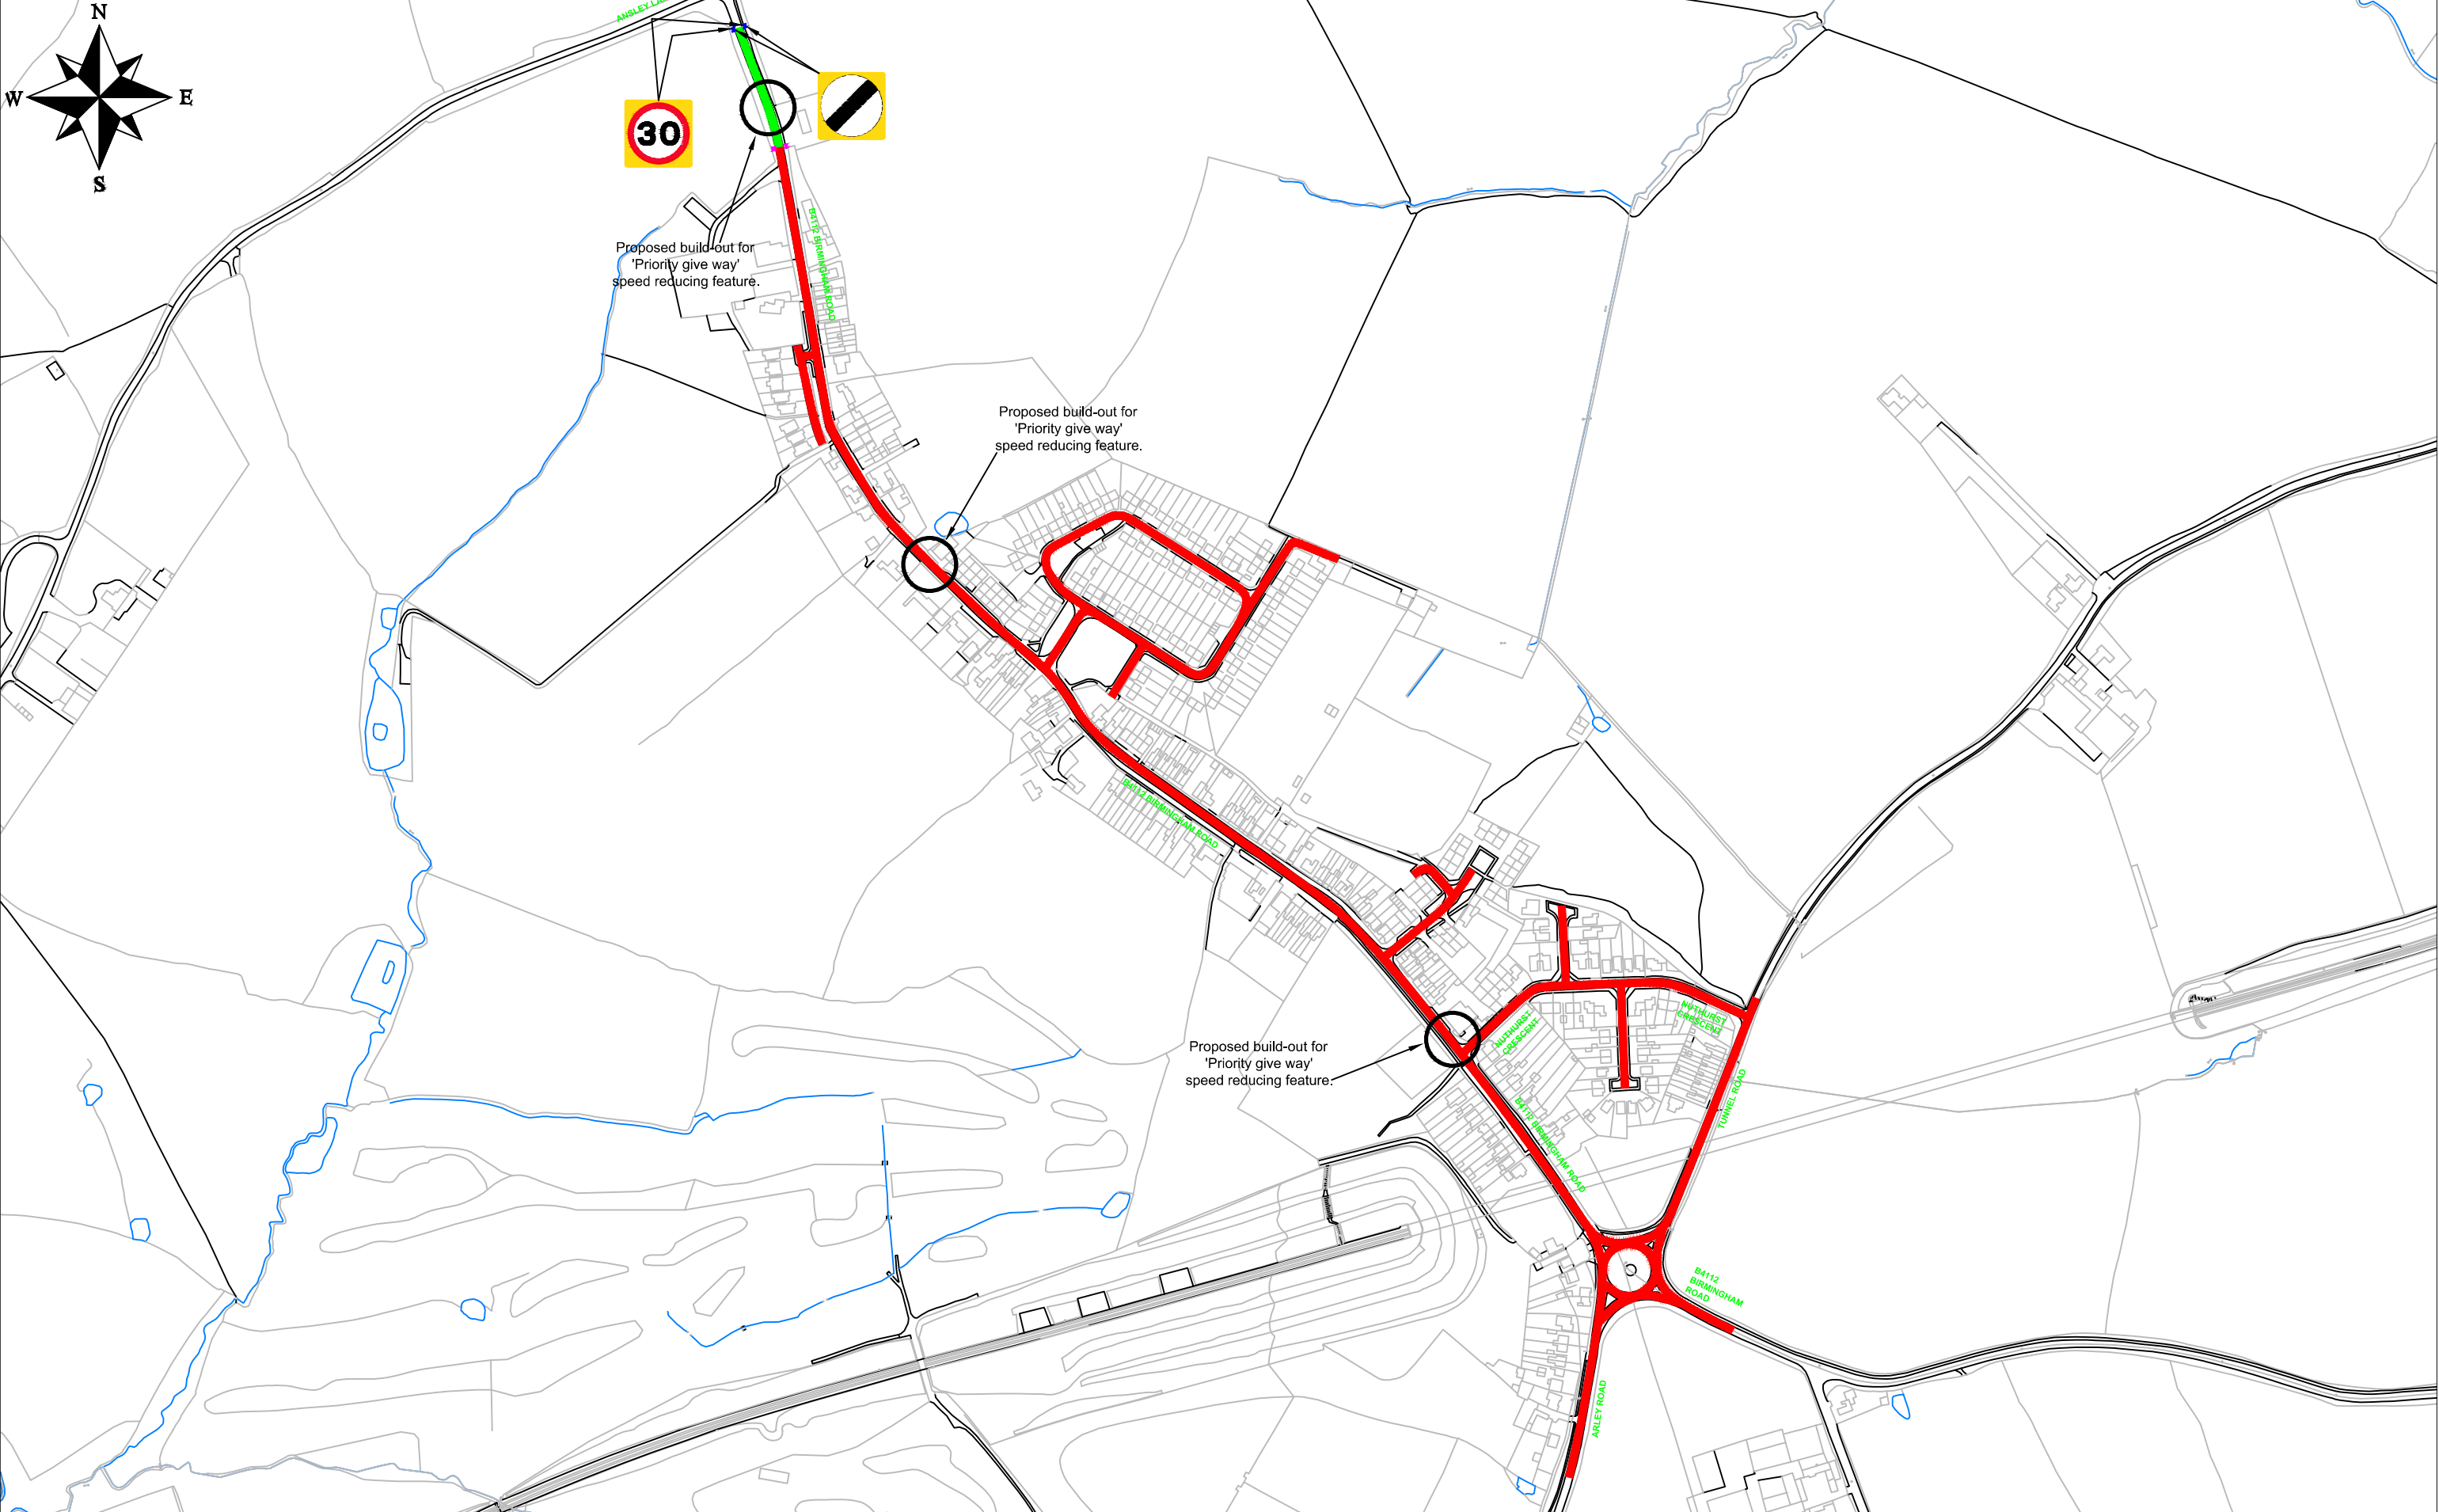 ANSLEY
N
W
E
S
30
Proposed build-out for
'Priority give way'
speed reducing feature.
B4112 BIRMINGHAM ROAD
Proposed build-out for
'Priority give way'
speed reducing feature.
B4112 BIRMINGHAM ROAD
Proposed build-out for
'Priority give way'
speed reducing feature.
NUTHURST
CRESCENT
NUTHURST
CRESCENT
TUNNEL ROAD
B4112 BIRMINGHAM ROAD
B4112
BIRMINGHAM
ROAD
ARLEY ROAD